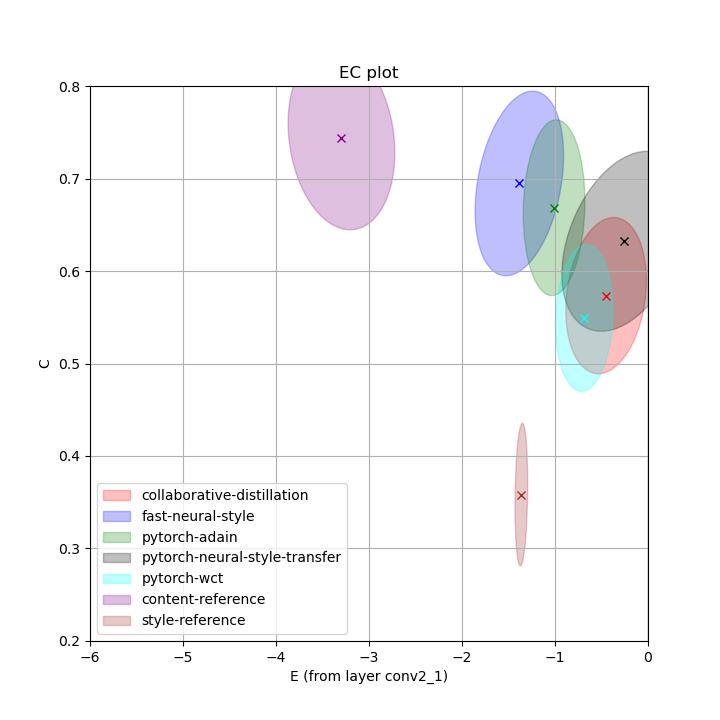 EC plot
0.8
0.7
0.6
0.5
0.4
0.3
0.2
C
collaborative-distillation
fast-neural-style
pytorch-adain
pytorch-neural-style-transfer
pytorch-wct
content-reference
style-reference
−6 −5 −4 −3 −2 −1 0
E (from layer conv2_1)